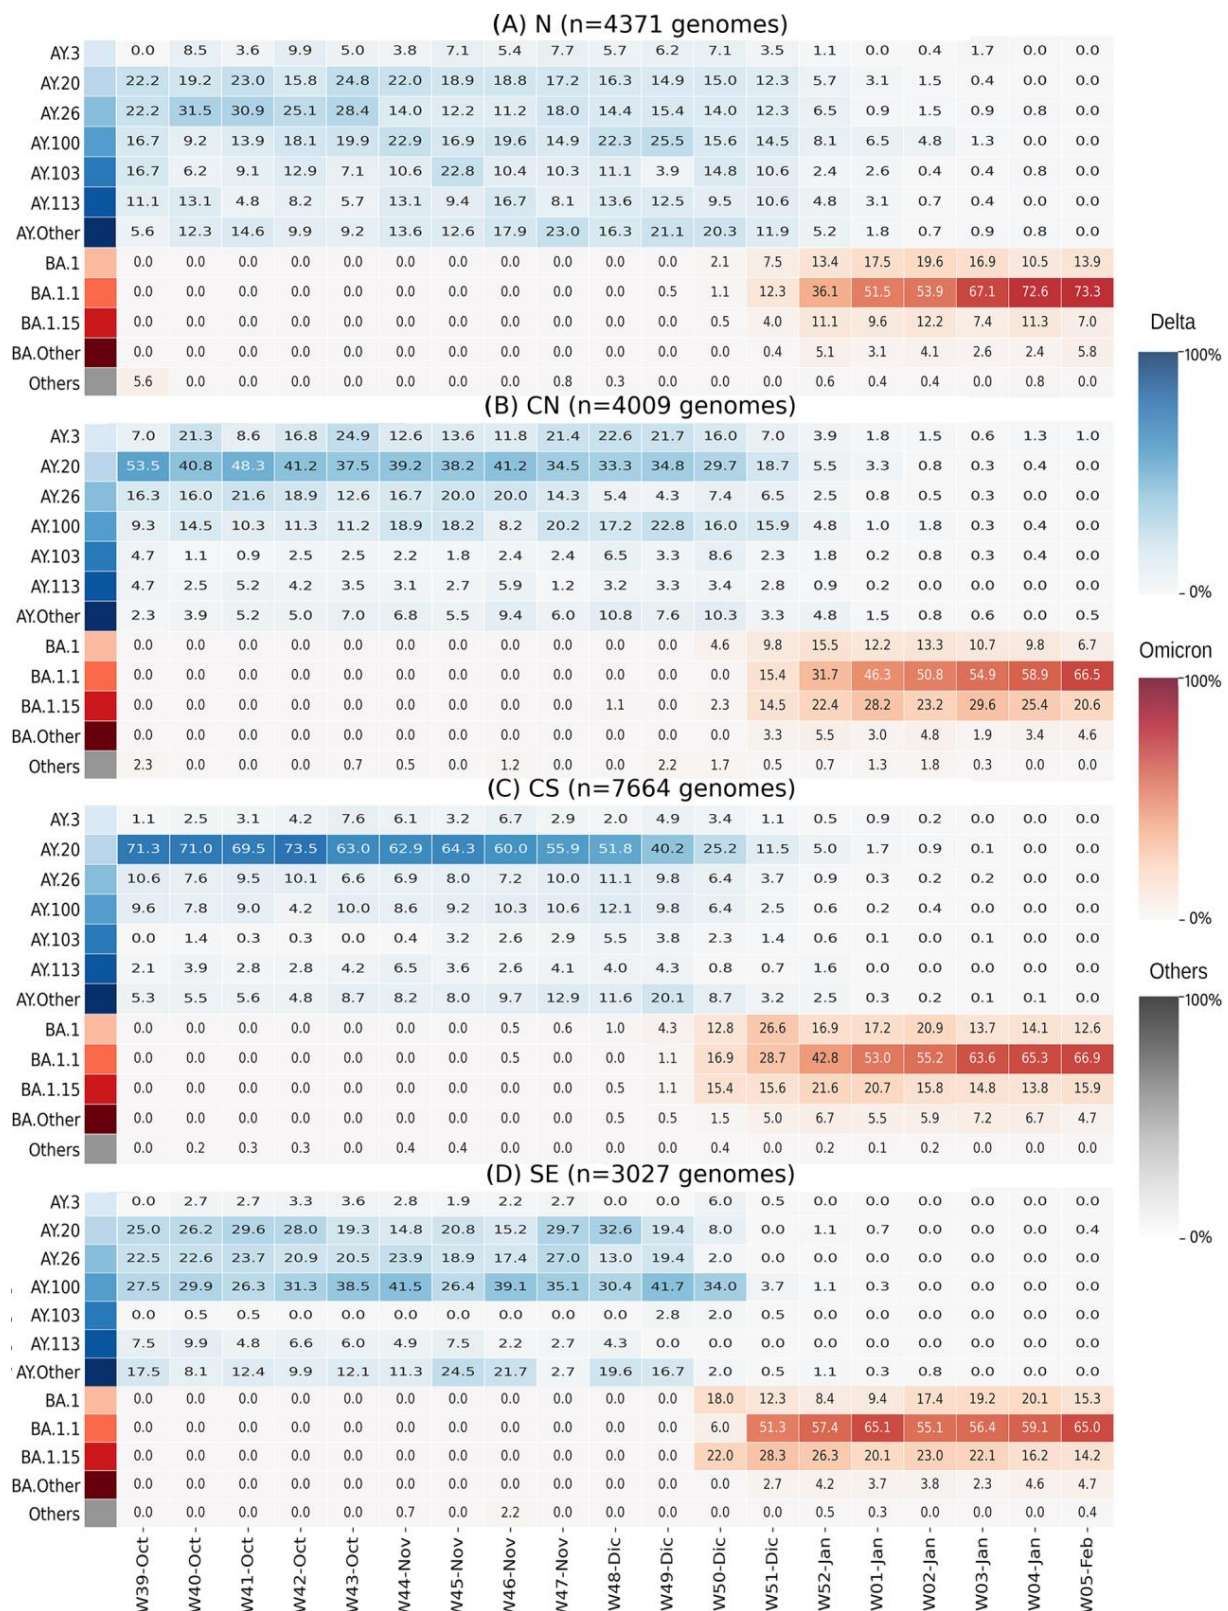 (A) N (n=4371 genomes)
AY.3 0.0 8.5 3.6 9.9 5.0 3.8 7.1 5.4 7.7 5.7 6.2 7.1 3.5 1.1 0.0 0.4 1.7 0.0 0.0
AY.20 22.2 19.2 23.0 15.8 24.8 22.0 18.9 18.8 17.2 16.3 14.9 15.0 12.3 5.7 3.1 1.5 0.4 0.0 0.0
AY.26 22.2 31.5 30.9 25.1 28.4 14.0 12.2 11.2 18.0 14.4 15.4 14.0 12.3 6.5 0.9 1.5 0.9 0.8 0.0
AY.100 16.7 9.2 13.9 18.1 19.9 22.9 16.9 19.6 14.9 22.3 25.5 15.6 14.5 8.1 6.5 4.8 1.3 0.0 0.0
AY.103 16.7 6.2 9.1 12.9 7.1 10.6 22.8 10.4 10.3 11.1 3.9 14.8 10.6 2.4 2.6 0.4 0.4 0.8 0.0
AY.113 11.1 13.1 4.8 8.2 5.7 13.1 9.4 16.7 8.1 13.6 12.5 9.5 10.6 4.8 3.1 0.7 0.4 0.0 0.0
AY.Other 5.6 12.3 14.6 9.9 9.2 13.6 12.6 17.9 23.0 16.3 21.1 20.3 11.9 5.2 1.8 0.7 0.9 0.8 0.0
BA.1 0.0 0.0 0.0 0.0 0.0 0.0 0.0 0.0 0.0 0.0 0.0 2.1 7.5 13.4 17.5 19.6 16.9 10.5 13.9
BA.1.1 0.0 0.0 0.0 0.0 0.0 0.0 0.0 0.0 0.0 0.0 0.5 1.1 12.3 36.1 51.5 53.9 67.1 72.6 73.3
BA.1.15 0.0 0.0 0.0 0.0 0.0 0.0 0.0 0.0 0.0 0.0 0.0 0.5 4.0 11.1 9.6 12.2 7.4 11.3 7.0
BA.Other 0.0 0.0 0.0 0.0 0.0 0.0 0.0 0.0 0.0 0.0 0.0 0.0 0.4 5.1 3.1 4.1 2.6 2.4 5.8
Others 5.6 0.0 0.0 0.0 0.0 0.0 0.0 0.0 0.8 0.3 0.0 0.0 0.0 0.6 0.4 0.4 0.0 0.8 0.0
(B) CN (n=4009 genomes)
AY.3 7.0 21.3 8.6 16.8 24.9 12.6 13.6 11.8 21.4 22.6 21.7 16.0 7.0 3.9 1.8 1.5 0.6 1.3 1.0
AY.20 53.5 40.8 48.3 41.2 37.5 39.2 38.2 41.2 34.5 33.3 34.8 29.7 18.7 5.5 3.3 0.8 0.3 0.4 0.0
AY.26 16.3 16.0 21.6 18.9 12.6 16.7 20.0 20.0 14.3 5.4 4.3 7.4 6.5 2.5 0.8 0.5 0.3 0.0 0.0
AY.100 9.3 14.5 10.3 11.3 11.2 18.9 18.2 8.2 20.2 17.2 22.8 16.0 15.9 4.8 1.0 1.8 0.3 0.4 0.0
AY.103 4.7 1.1 0.9 2.5 2.5 2.2 1.8 2.4 2.4 6.5 3.3 8.6 2.3 1.8 0.2 0.8 0.3 0.4 0.0
AY.113 4.7 2.5 5.2 4.2 3.5 3.1 2.7 5.9 1.2 3.2 3.3 3.4 2.8 0.9 0.2 0.0 0.0 0.0 0.0
AY.Other 2.3 3.9 5.2 5.0 7.0 6.8 5.5 9.4 6.0 10.8 7.6 10.3 3.3 4.8 1.5 0.8 0.6 0.0 0.5
BA.1 0.0 0.0 0.0 0.0 0.0 0.0 0.0 0.0 0.0 0.0 0.0 4.6 9.8 15.5 12.2 13.3 10.7 9.8 6.7
BA.1.1 0.0 0.0 0.0 0.0 0.0 0.0 0.0 0.0 0.0 0.0 0.0 0.0 15.4 31.7 46.3 50.8 54.9 58.9 66.5
BA.1.15 0.0 0.0 0.0 0.0 0.0 0.0 0.0 0.0 0.0 1.1 0.0 2.3 14.5 22.4 28.2 23.2 29.6 25.4 20.6
BA.Other 0.0 0.0 0.0 0.0 0.0 0.0 0.0 0.0 0.0 0.0 0.0 0.0 3.3 5.5 3.0 4.8 1.9 3.4 4.6
Others 2.3 0.0 0.0 0.0 0.7 0.5 0.0 1.2 0.0 0.0 2.2 1.7 0.5 0.7 1.3 1.8 0.3 0.0 0.0
(C) CS (n=7664 genomes)
AY.3 1.1 2.5 3.1 4.2 7.6 6.1 3.2 6.7 2.9 2.0 4.9 3.4 1.1 0.5 0.9 0.2 0.0 0.0 0.0
AY.20 71.3 71.0 69.5 73.5 63.0 62.9 64.3 60.0 55.9 51.8 40.2 25.2 11.5 5.0 1.7 0.9 0.1 0.0 0.0
AY.26 10.6 7.6 9.5 10.1 6.6 6.9 8.0 7.2 10.0 11.1 9.8 6.4 3.7 0.9 0.3 0.2 0.2 0.0 0.0
AY.100 9.6 7.8 9.0 4.2 10.0 8.6 9.2 10.3 10.6 12.1 9.8 6.4 2.5 0.6 0.2 0.4 0.0 0.0 0.0
AY.103 0.0 1.4 0.3 0.3 0.0 0.4 3.2 2.6 2.9 5.5 3.8 2.3 1.4 0.6 0.1 0.0 0.1 0.0 0.0
AY.113 2.1 3.9 2.8 2.8 4.2 6.5 3.6 2.6 4.1 4.0 4.3 0.8 0.7 1.6 0.0 0.0 0.0 0.0 0.0
AY.Other 5.3 5.5 5.6 4.8 8.7 8.2 8.0 9.7 12.9 11.6 20.1 8.7 3.2 2.5 0.3 0.2 0.1 0.1 0.0
BA.1 0.0 0.0 0.0 0.0 0.0 0.0 0.0 0.5 0.6 1.0 4.3 12.8 26.6 16.9 17.2 20.9 13.7 14.1 12.6
BA.1.1 0.0 0.0 0.0 0.0 0.0 0.0 0.0 0.5 0.0 0.0 1.1 16.9 28.7 42.8 53.0 55.2 63.6 65.3 66.9
BA.1.15 0.0 0.0 0.0 0.0 0.0 0.0 0.0 0.0 0.0 0.5 1.1 15.4 15.6 21.6 20.7 15.8 14.8 13.8 15.9
BA.Other 0.0 0.0 0.0 0.0 0.0 0.0 0.0 0.0 0.0 0.5 0.5 1.5 5.0 6.7 5.5 5.9 7.2 6.7 4.7
Others 0.0 0.2 0.3 0.3 0.0 0.4 0.4 0.0 0.0 0.0 0.0 0.4 0.0 0.2 0.1 0.2 0.0 0.0 0.0
(D) SE (n=3027 genomes)
AY.3 0.0 2.7 2.7 3.3 3.6 2.8 1.9 2.2 2.7 0.0 0.0 6.0 0.5 0.0 0.0 0.0 0.0 0.0 0.0
AY.20 25.0 26.2 29.6 28.0 19.3 14.8 20.8 15.2 29.7 32.6 19.4 8.0 0.0 1.1 0.7 0.0 0.0 0.0 0.4
AY.26 22.5 22.6 23.7 20.9 20.5 23.9 18.9 17.4 27.0 13.0 19.4 2.0 0.0 0.0 0.0 0.0 0.0 0.0 0.0
AY.100 27.5 29.9 26.3 31.3 38.5 41.5 26.4 39.1 35.1 30.4 41.7 34.0 3.7 1.1 0.3 0.0 0.0 0.0 0.0
AY.103 0.0 0.5 0.5 0.0 0.0 0.0 0.0 0.0 0.0 0.0 2.8 2.0 0.5 0.0 0.0 0.0 0.0 0.0 0.0
AY.113 7.5 9.9 4.8 6.6 6.0 4.9 7.5 2.2 2.7 4.3 0.0 0.0 0.0 0.0 0.0 0.0 0.0 0.0 0.0
AY.Other 17.5 8.1 12.4 9.9 12.1 11.3 24.5 21.7 2.7 19.6 16.7 2.0 0.5 1.1 0.3 0.8 0.0 0.0 0.0
BA.1 0.0 0.0 0.0 0.0 0.0 0.0 0.0 0.0 0.0 0.0 0.0 18.0 12.3 8.4 9.4 17.4 19.2 20.1 15.3
BA.1.1 0.0 0.0 0.0 0.0 0.0 0.0 0.0 0.0 0.0 0.0 0.0 6.0 51.3 57.4 65.1 55.1 56.4 59.1 65.0
BA.1.15 0.0 0.0 0.0 0.0 0.0 0.0 0.0 0.0 0.0 0.0 0.0 22.0 28.3 26.3 20.1 23.0 22.1 16.2 14.2
BA.Other 0.0 0.0 0.0 0.0 0.0 0.0 0.0 0.0 0.0 0.0 0.0 0.0 2.7 4.2 3.7 3.8 2.3 4.6 4.7
Others 0.0 0.0 0.0 0.0 0.0 0.7 0.0 2.2 0.0 0.0 0.0 0.0 0.0 0.5 0.3 0.0 0.0 0.0 0.4
W39-Oct W40-Oct W41-Oct W42-Oct W43-Oct W44-Nov W45-Nov W46-Nov W47-Nov W48-Dic W49-Dic W50-Dic W51-Dic W52-Jan W01-Jan W02-Jan W03-Jan W04-Jan W05-Feb
Delta
100%
0%
Omicron
100%
0%
Others
100%
0%